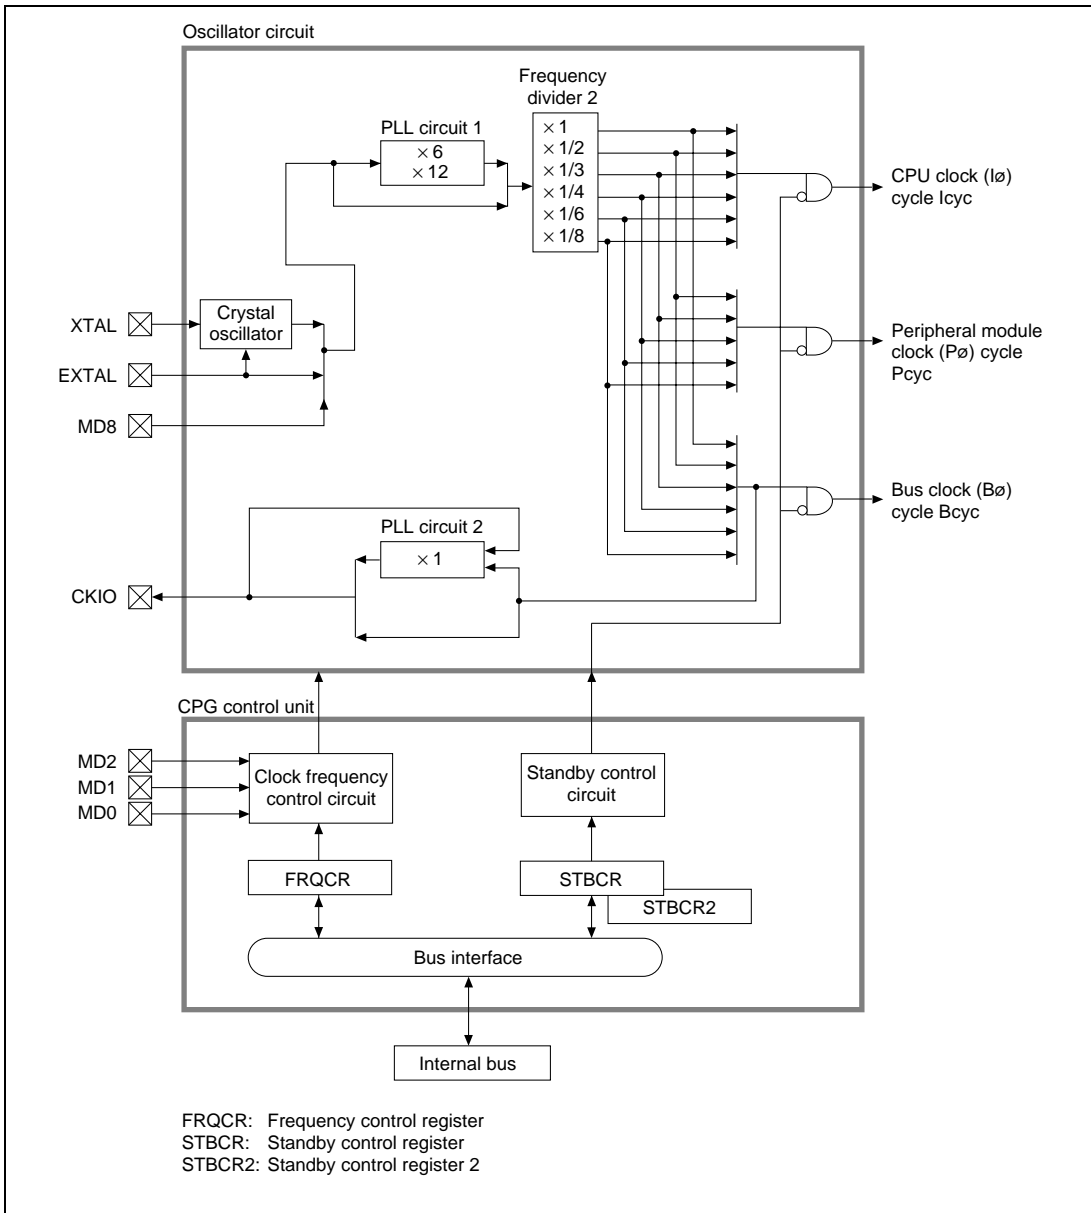 Oscillator circuit
Frequency
divider 2
PLL circuit 1
× 6
× 12
× 1
× 1/2
× 1/3
× 1/4
× 1/6
× 1/8
CPU clock (Iø)
cycle Icyc
XTAL
Crystal
oscillator
Peripheral module
clock (Pø) cycle
Pcyc
EXTAL
MD8
Bus clock (Bø)
cycle Bcyc
PLL circuit 2
× 1
CKIO
CPG control unit
MD2
MD1
MD0
Clock frequency
control circuit
Standby control
circuit
FRQCR
STBCR
STBCR2
Bus interface
Internal bus
FRQCR: Frequency control register
STBCR: Standby control register
STBCR2: Standby control register 2